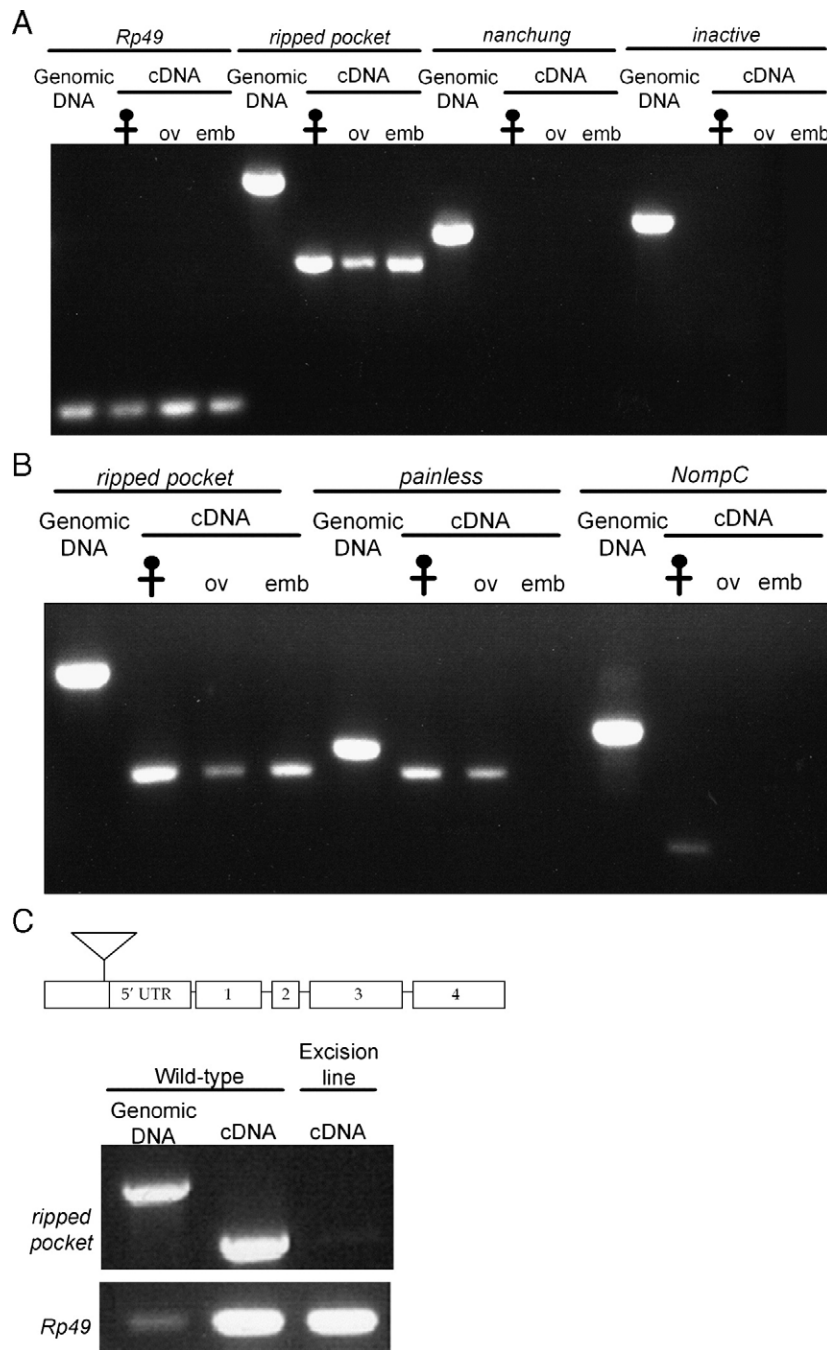 A
Rp49 ripped pocket nanchung inactive
Genomic DNA cDNA Genomic DNA cDNA Genomic DNA cDNA Genomic DNA cDNA
ov emb ov emb ov emb ov emb
B
ripped pocket painless NompC
Genomic DNA cDNA Genomic DNA cDNA Genomic DNA cDNA
ov emb ov emb ov emb
C
5' UTR 1 2 3 4
Wild-type Excision line
Genomic DNA cDNA cDNA
ripped pocket
Rp49